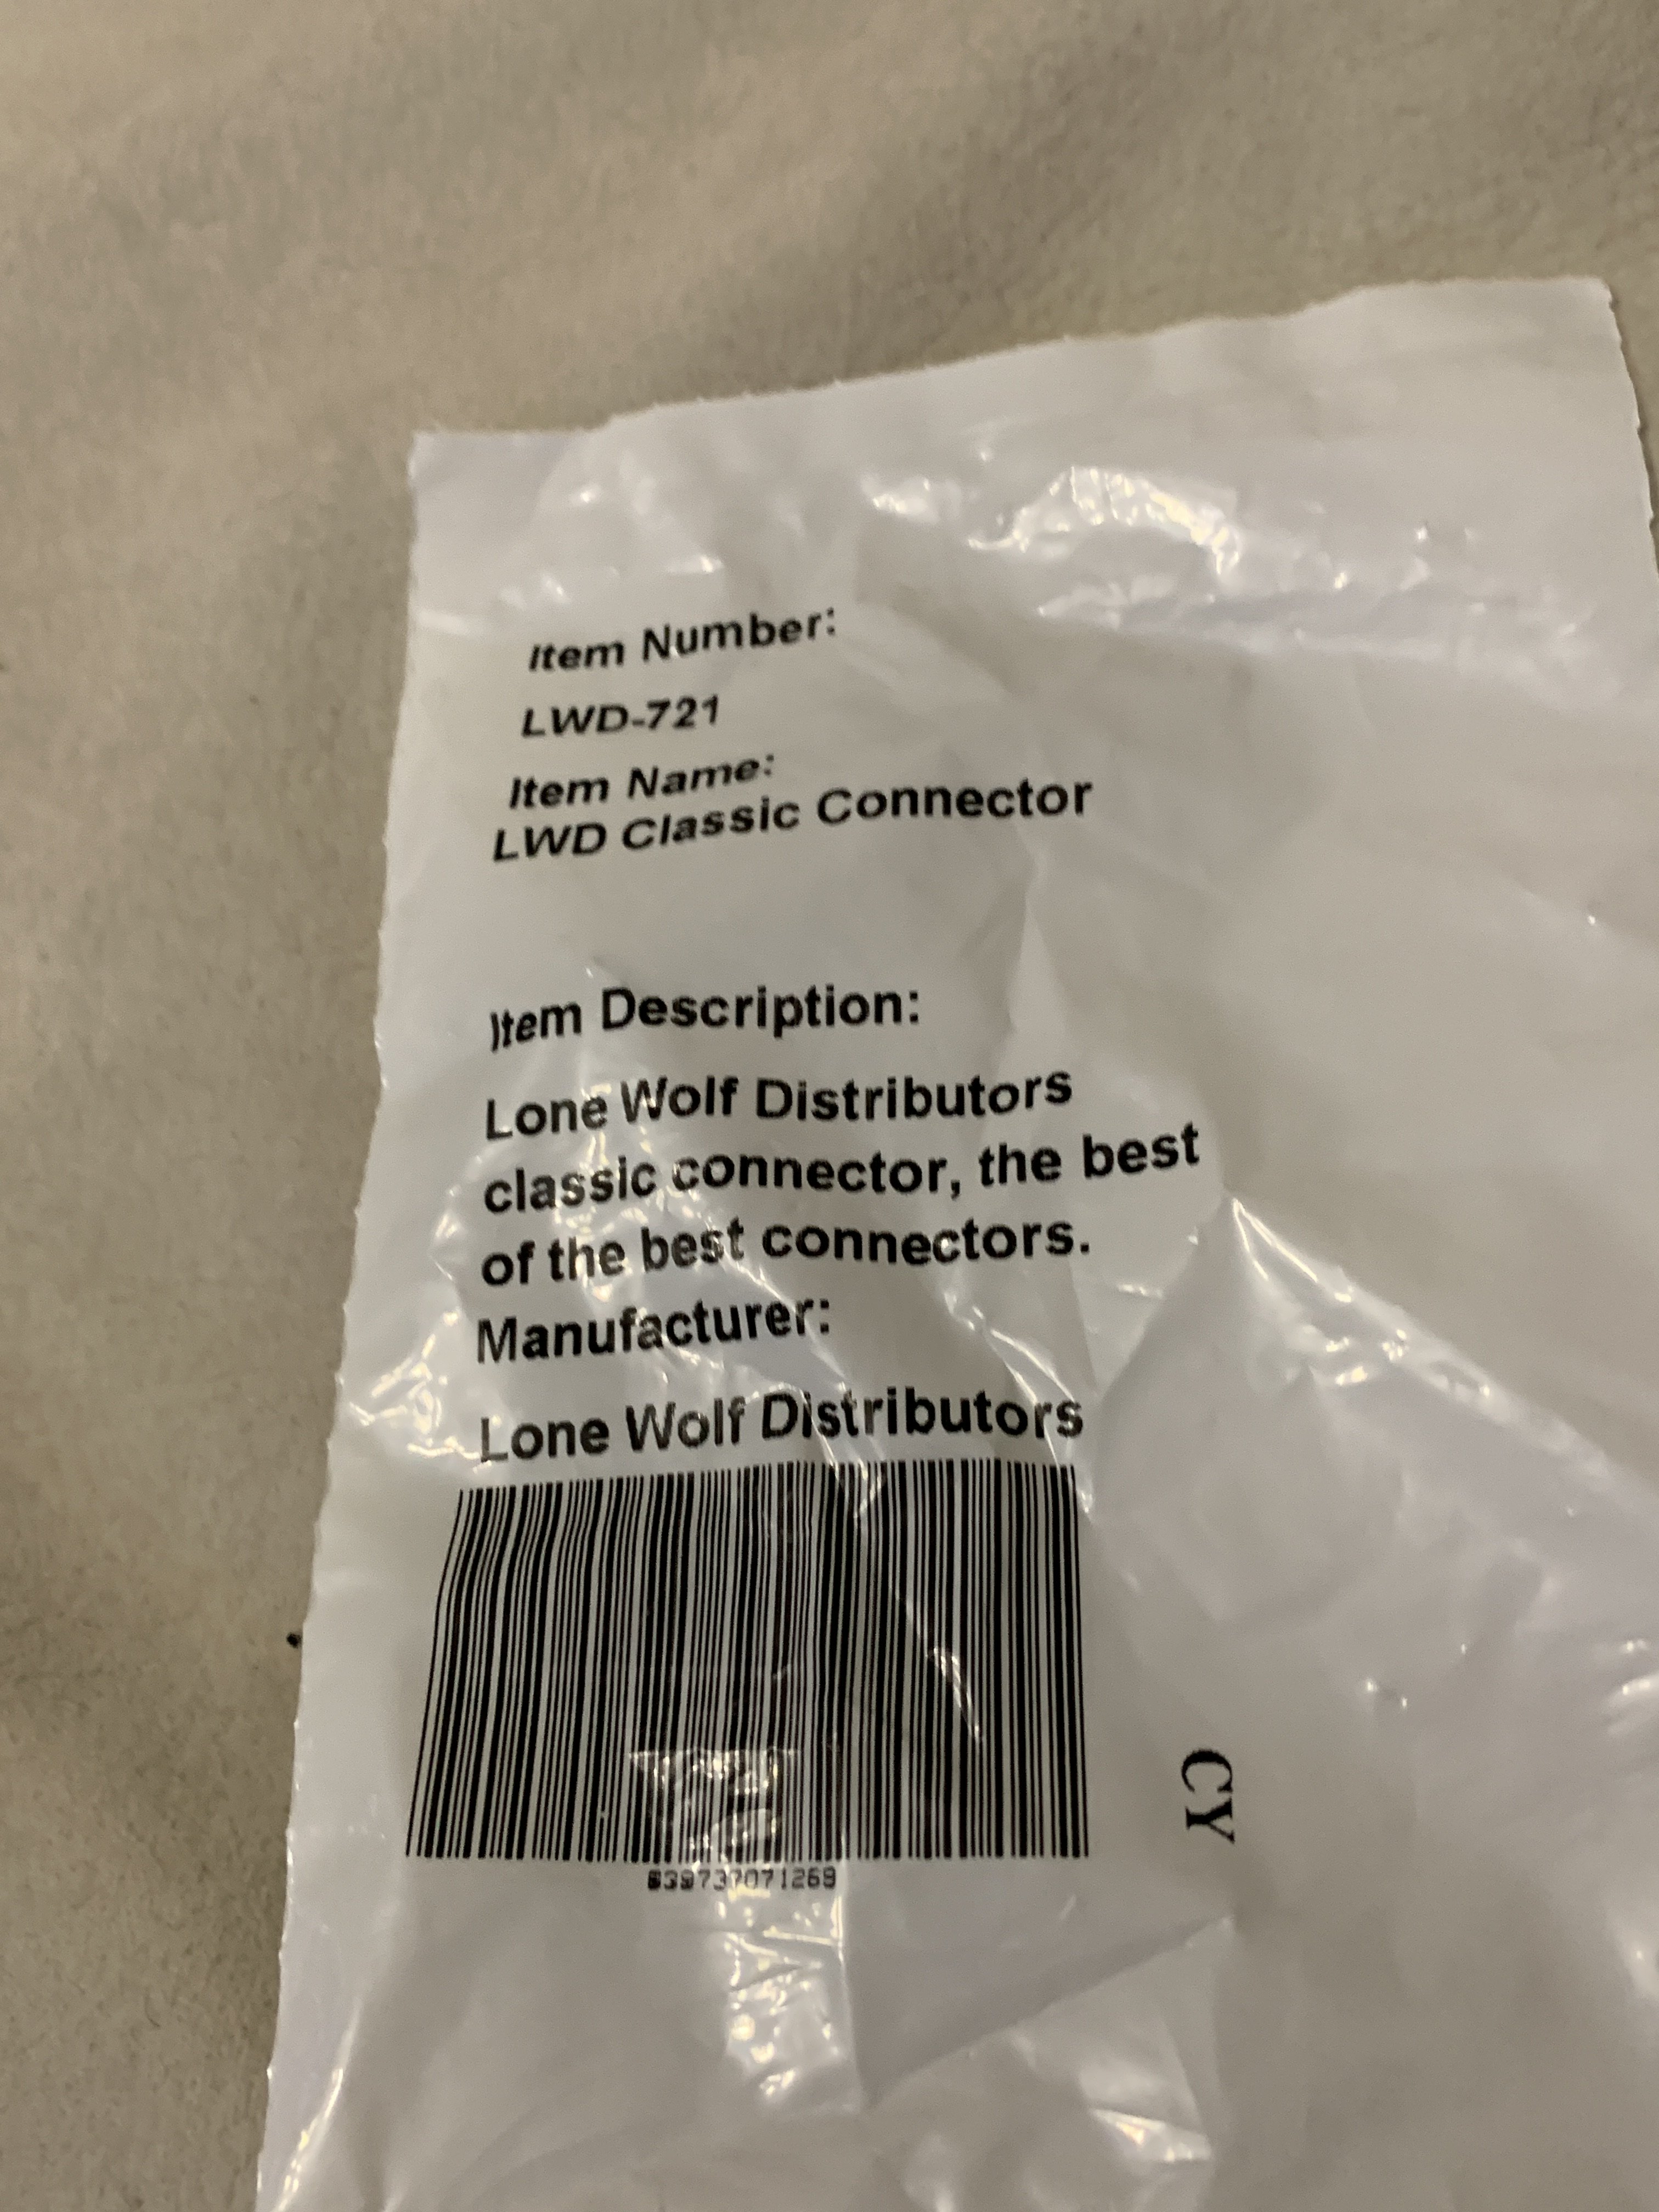 Item Number:
LWD-721
Item Name:
LWD Classic Connector
Item Description:
Lone Wolf Distributors
classic connector, the best
of the best connectors.
Manufacturer:
Lone Wolf Distributors
CY